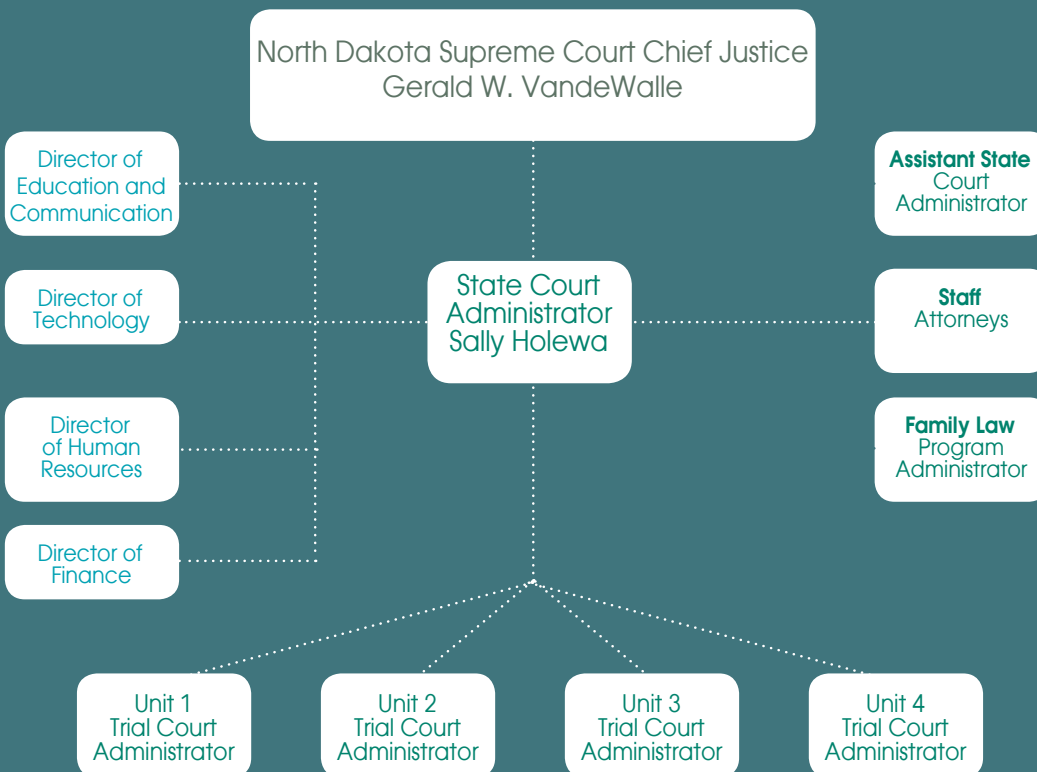 North Dakota Supreme Court Chief Justice
Gerald W. VandeWalle
Director of
Education and
Communication
Assistant State
Court
Administrator
State Court
Administrator
Sally Holewa
Director of
Technology
Staff
Attorneys
Director
of Human
Resources
Family Law
Program
Administrator
Director of
Finance
Unit 1
Trial Court
Administrator
Unit 2
Trial Court
Administrator
Unit 3
Trial Court
Administrator
Unit 4
Trial Court
Administrator